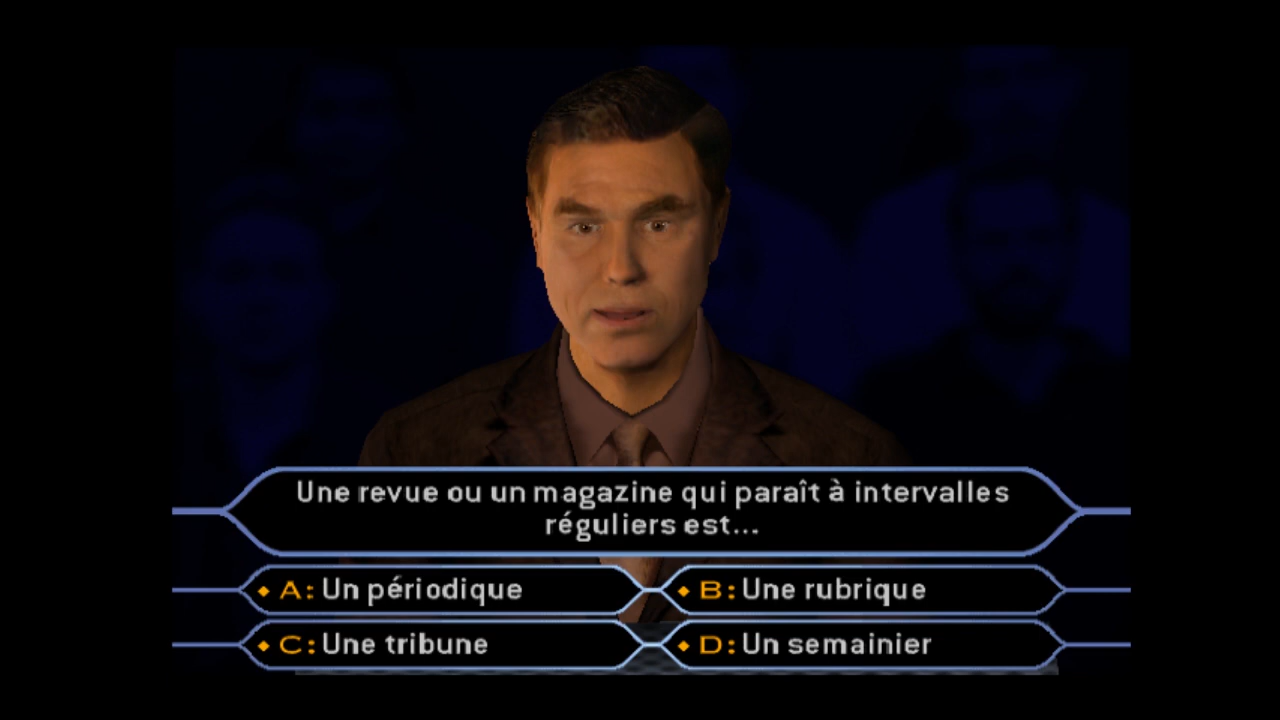 Une revue ou un magazine qui paraît à intervalles
réguliers est...
A: Un périodique
B: Une rubrique
C: Une tribune
D: Un semainier